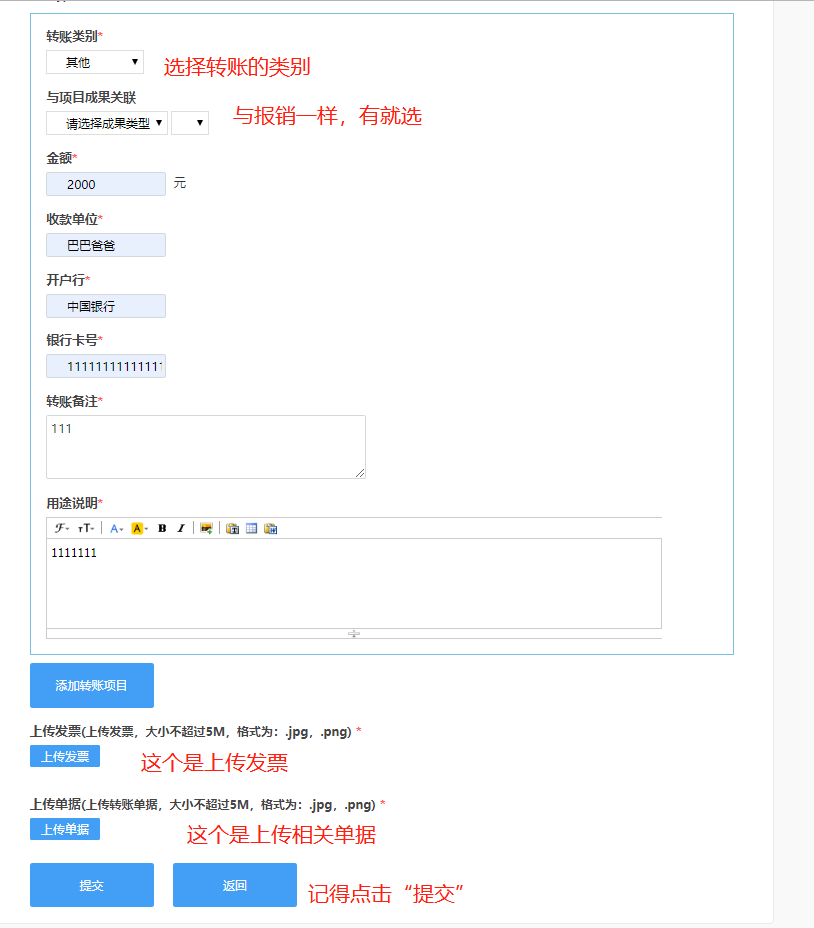 转账类别*
其他
选择转账的类别
与项目成果关联
请选择成果类型
与报销一样，有就选
金额*
2000 元
收款单位*
巴巴爸爸
开户行*
中国银行
银行卡号*
11111111111111
转账备注*
111
用途说明*
1111111
添加转账项目
上传发票(上传发票，大小不超过5M，格式为：.jpg，.png) *
上传发票
这个是上传发票
上传单据(上传转账单据，大小不超过5M，格式为：.jpg，.png) *
上传单据
这个是上传相关单据
提交 返回
记得点击“提交”